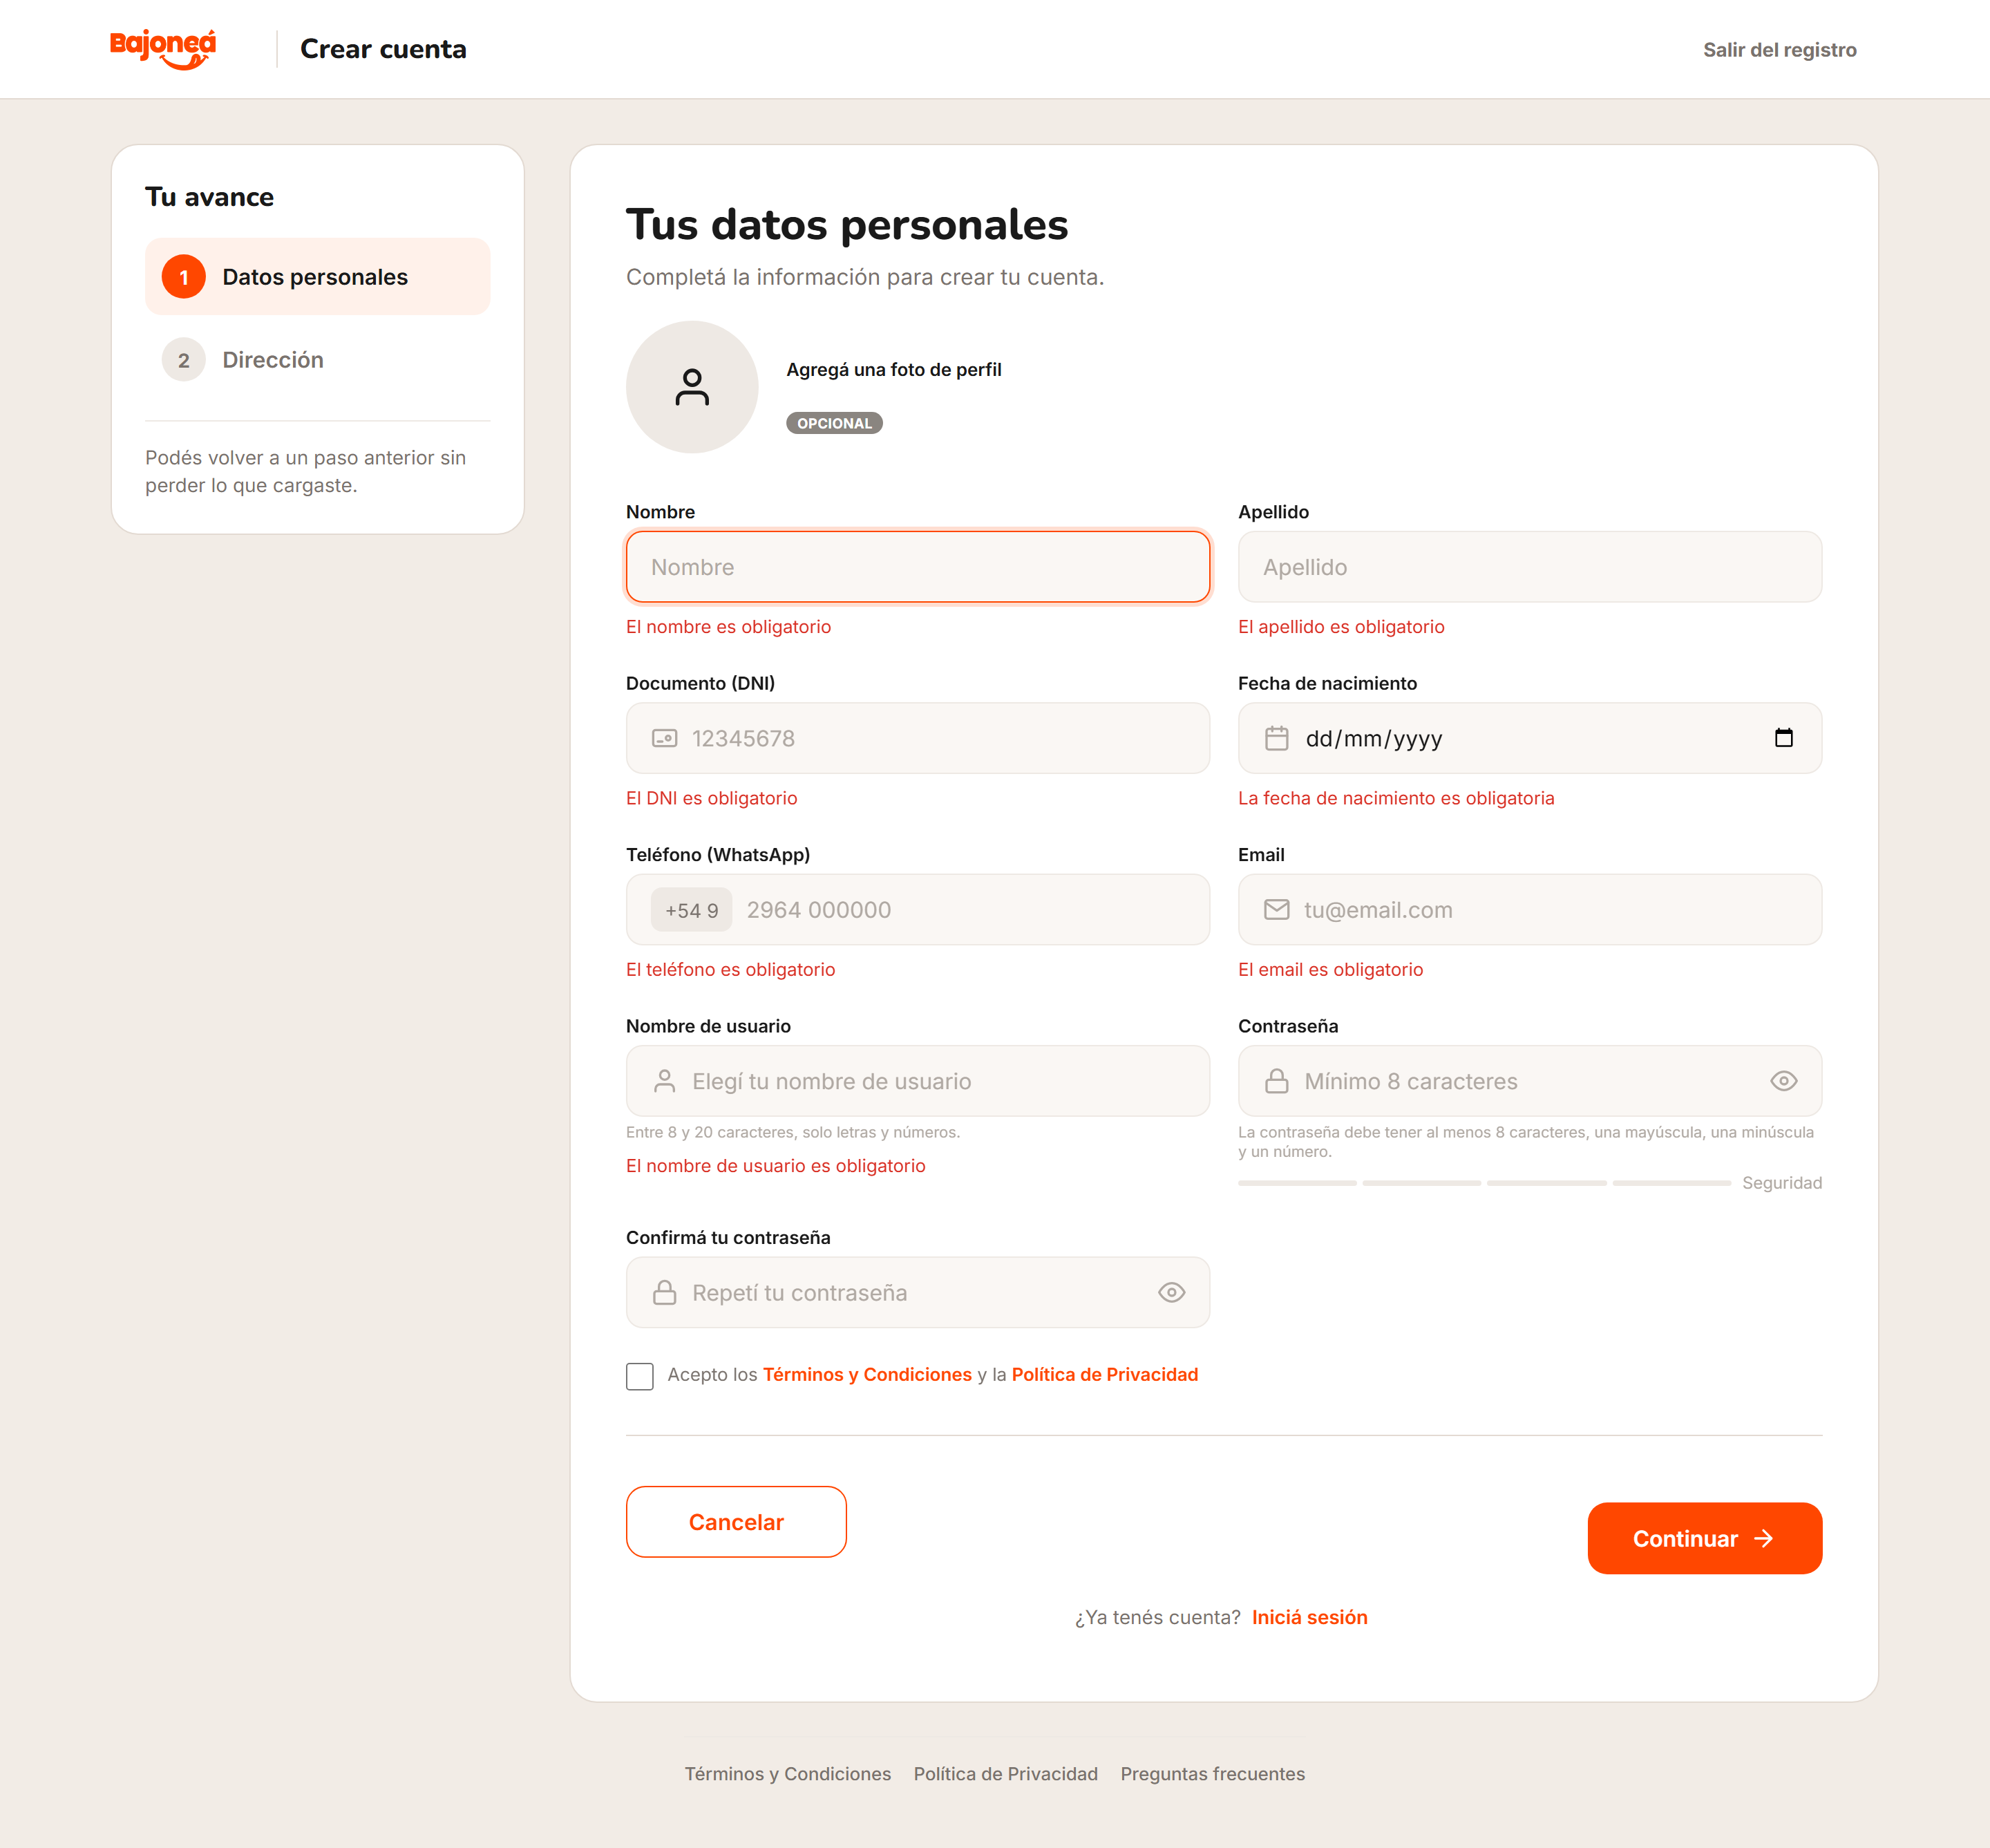 Bajoneá
Crear cuenta
Salir del registro
Tu avance
1 Datos personales
2 Dirección
Podés volver a un paso anterior sin
perder lo que cargaste.
Tus datos personales
Completá la información para crear tu cuenta.
Agregá una foto de perfil
OPCIONAL
Nombre
Nombre
El nombre es obligatorio
Apellido
Apellido
El apellido es obligatorio
Documento (DNI)
12345678
El DNI es obligatorio
Fecha de nacimiento
dd/mm/yyyy
La fecha de nacimiento es obligatoria
Teléfono (WhatsApp)
+54 9 2964 000000
El teléfono es obligatorio
Email
tu@email.com
El email es obligatorio
Nombre de usuario
Elegí tu nombre de usuario
Entre 8 y 20 caracteres, solo letras y números.
El nombre de usuario es obligatorio
Contraseña
Mínimo 8 caracteres
La contraseña debe tener al menos 8 caracteres, una mayúscula, una minúscula
y un número.
Seguridad
Confirmá tu contraseña
Repetí tu contraseña
Acepto los Términos y Condiciones y la Política de Privacidad
Cancelar
Continuar
¿Ya tenés cuenta? Iniciá sesión
Términos y Condiciones Política de Privacidad Preguntas frecuentes